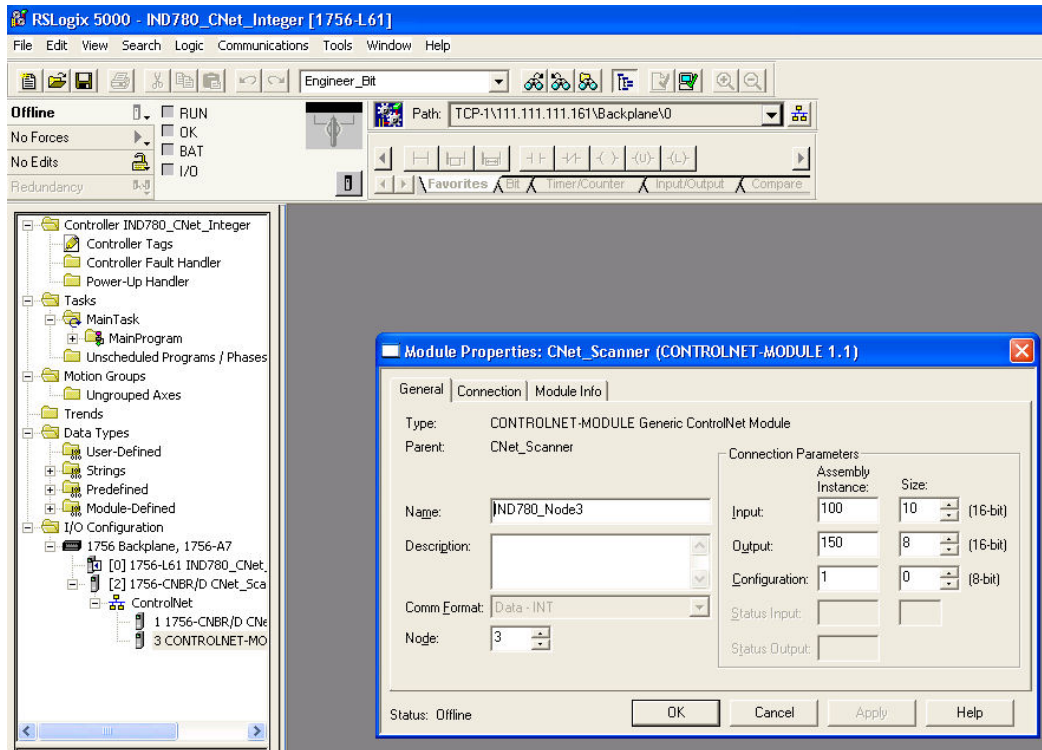 RSLogix 5000 - IND780_CNet_Integer [1756-L61]
File Edit View Search Logic Communications Tools Window Help
Engineer_Bit
Offline
RUN
No Forces
OK
No Edits
BAT
Redundancy
I/O
Path: TCP-1\111.111.111.161\Backplane\0
Favorites Bit Timer/Counter Input/Output Compare
Controller IND780_CNet_Integer
Controller Tags
Controller Fault Handler
Power-Up Handler
Tasks
MainTask
MainProgram
Unscheduled Programs / Phases
Motion Groups
Ungrouped Axes
Trends
Data Types
User-Defined
Strings
Predefined
Module-Defined
I/O Configuration
1756 Backplane, 1756-A7
[0] 1756-L61 IND780_CNet_
[2] 1756-CNBR/D CNet_Sca
ControlNet
1 1756-CNBR/D CNe
3 CONTROLNET-MO
Module Properties: CNet_Scanner (CONTROLNET-MODULE 1.1)
General Connection Module Info
Type: CONTROLNET-MODULE Generic ControlNet Module
Parent: CNet_Scanner
Name: IND780_Node3
Description:
Comm Format: Data - INT
Node: 3
Connection Parameters
Assembly
Instance: Size:
Input: 100 10 (16-bit)
Output: 150 8 (16-bit)
Configuration: 1 0 (8-bit)
Status Input:
Status Output:
Status: Offline
OK Cancel Apply Help